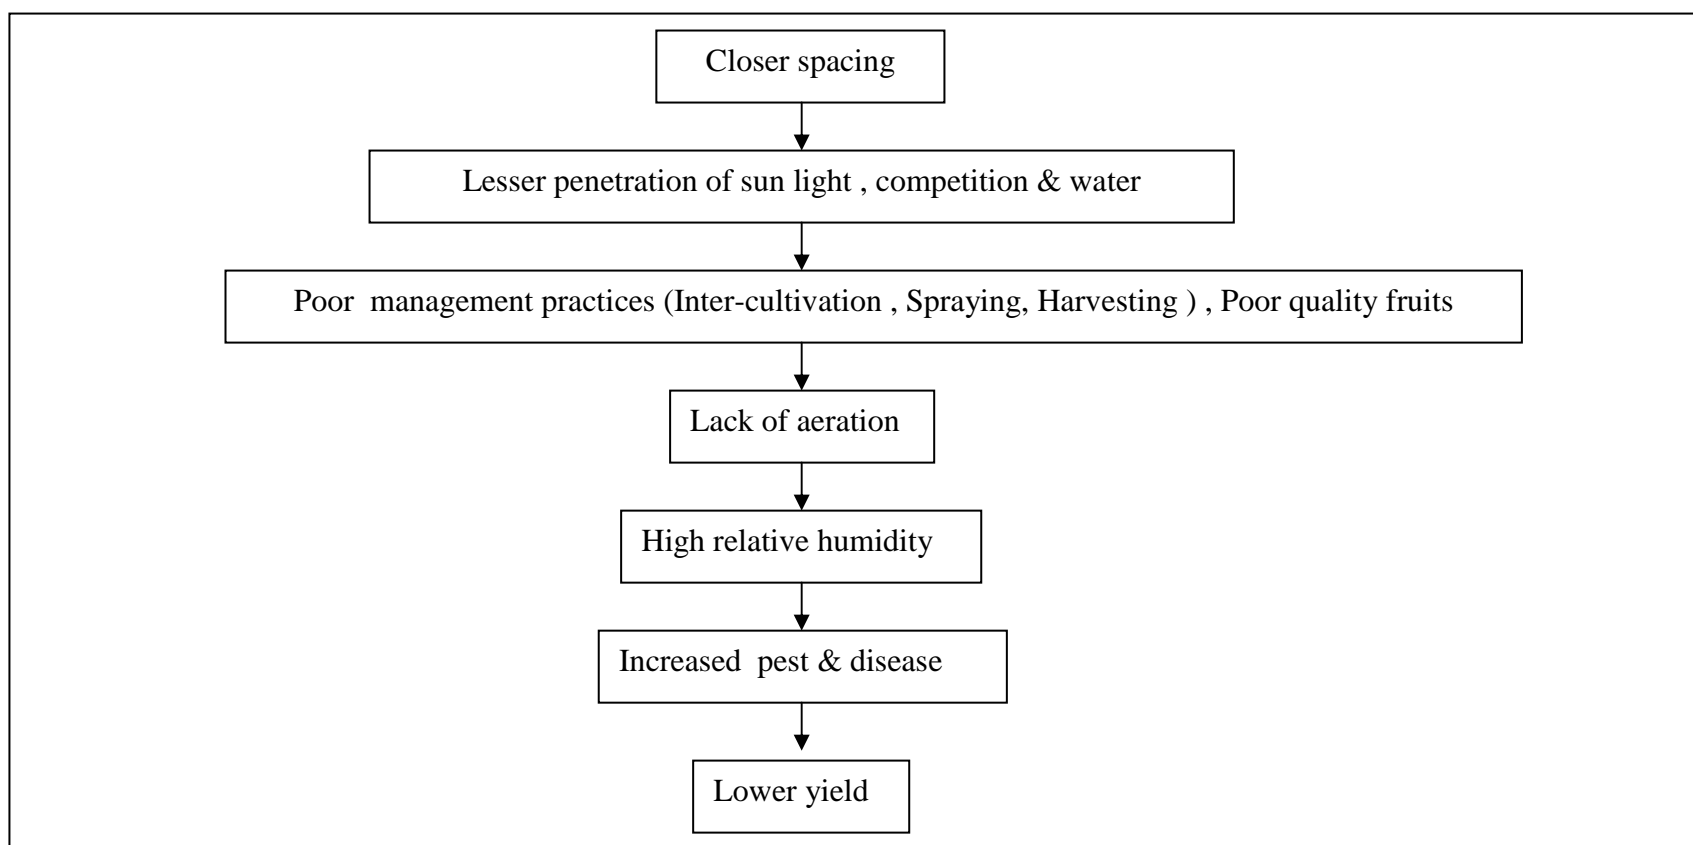 Closer spacing
Lesser penetration of sun light , competition & water
Poor  management practices (Inter-cultivation , Spraying, Harvesting ) , Poor quality fruits
Lack of aeration
High relative humidity
Increased  pest & disease
Lower yield